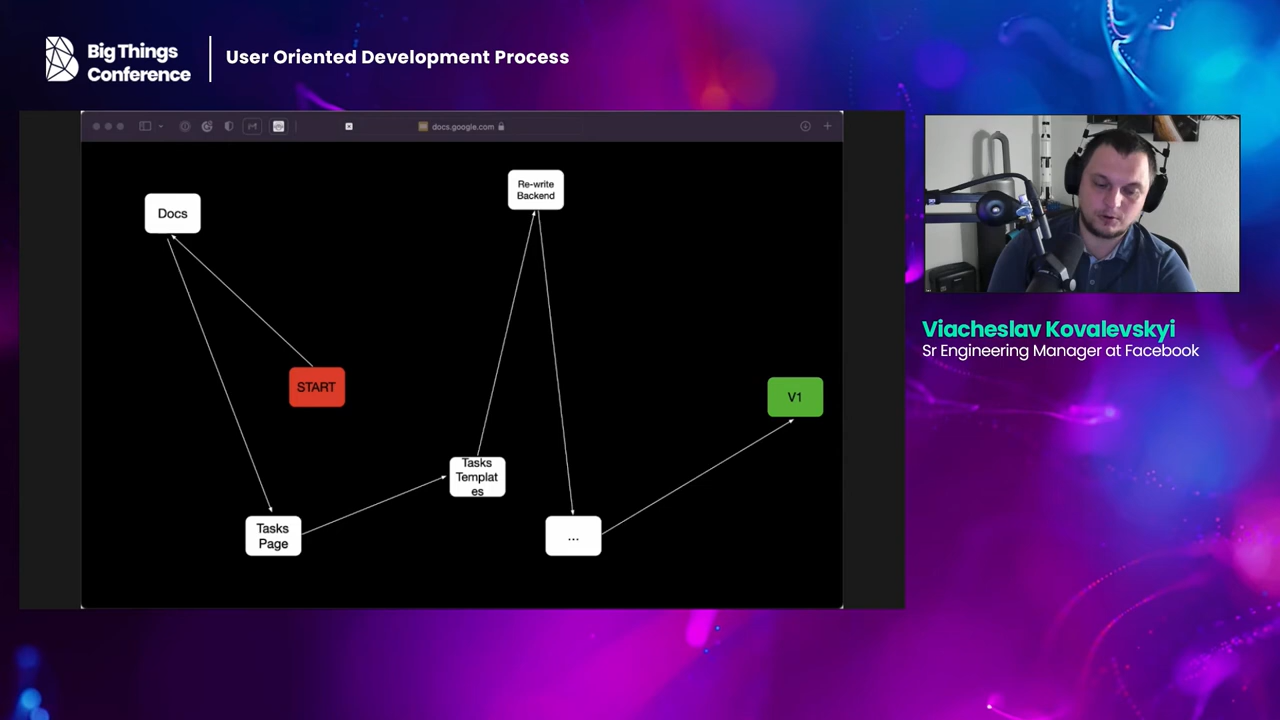 Big Things
Conference
User Oriented Development Process
docs.google.com
Re-write
Backend
Docs
START
V1
Tasks
Templat
es
Tasks
Page
...
Viacheslav Kovalevskyi
Sr Engineering Manager at Facebook